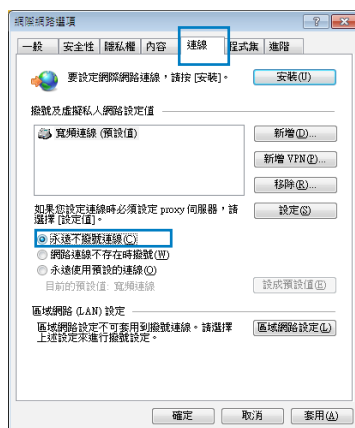 網際網路選項
一般 安全性 隱私權 內容 連線 程式集 進階
要設定網際網路連線，請按 [安裝]。 安裝(U)
撥號及虛擬私人網路設定值
寬頻連線 (預設值)
新增(D)...
新增 VPN(P)...
移除(R)...
如果您設定連線時必須設定 proxy 伺服器，請
選擇 [設定值]。
設定(S)
永遠不撥號連線(C)
網路連線不存在時撥號(W)
永遠使用預設的連線(O)
目前的預設值: 寬頻連線 設成預設值(E)
區域網路 (LAN) 設定
區域網路設定不可套用到撥號連線。請選擇
上述設定來進行撥號設定。
區域網路設定(L)
確定 取消 套用(A)